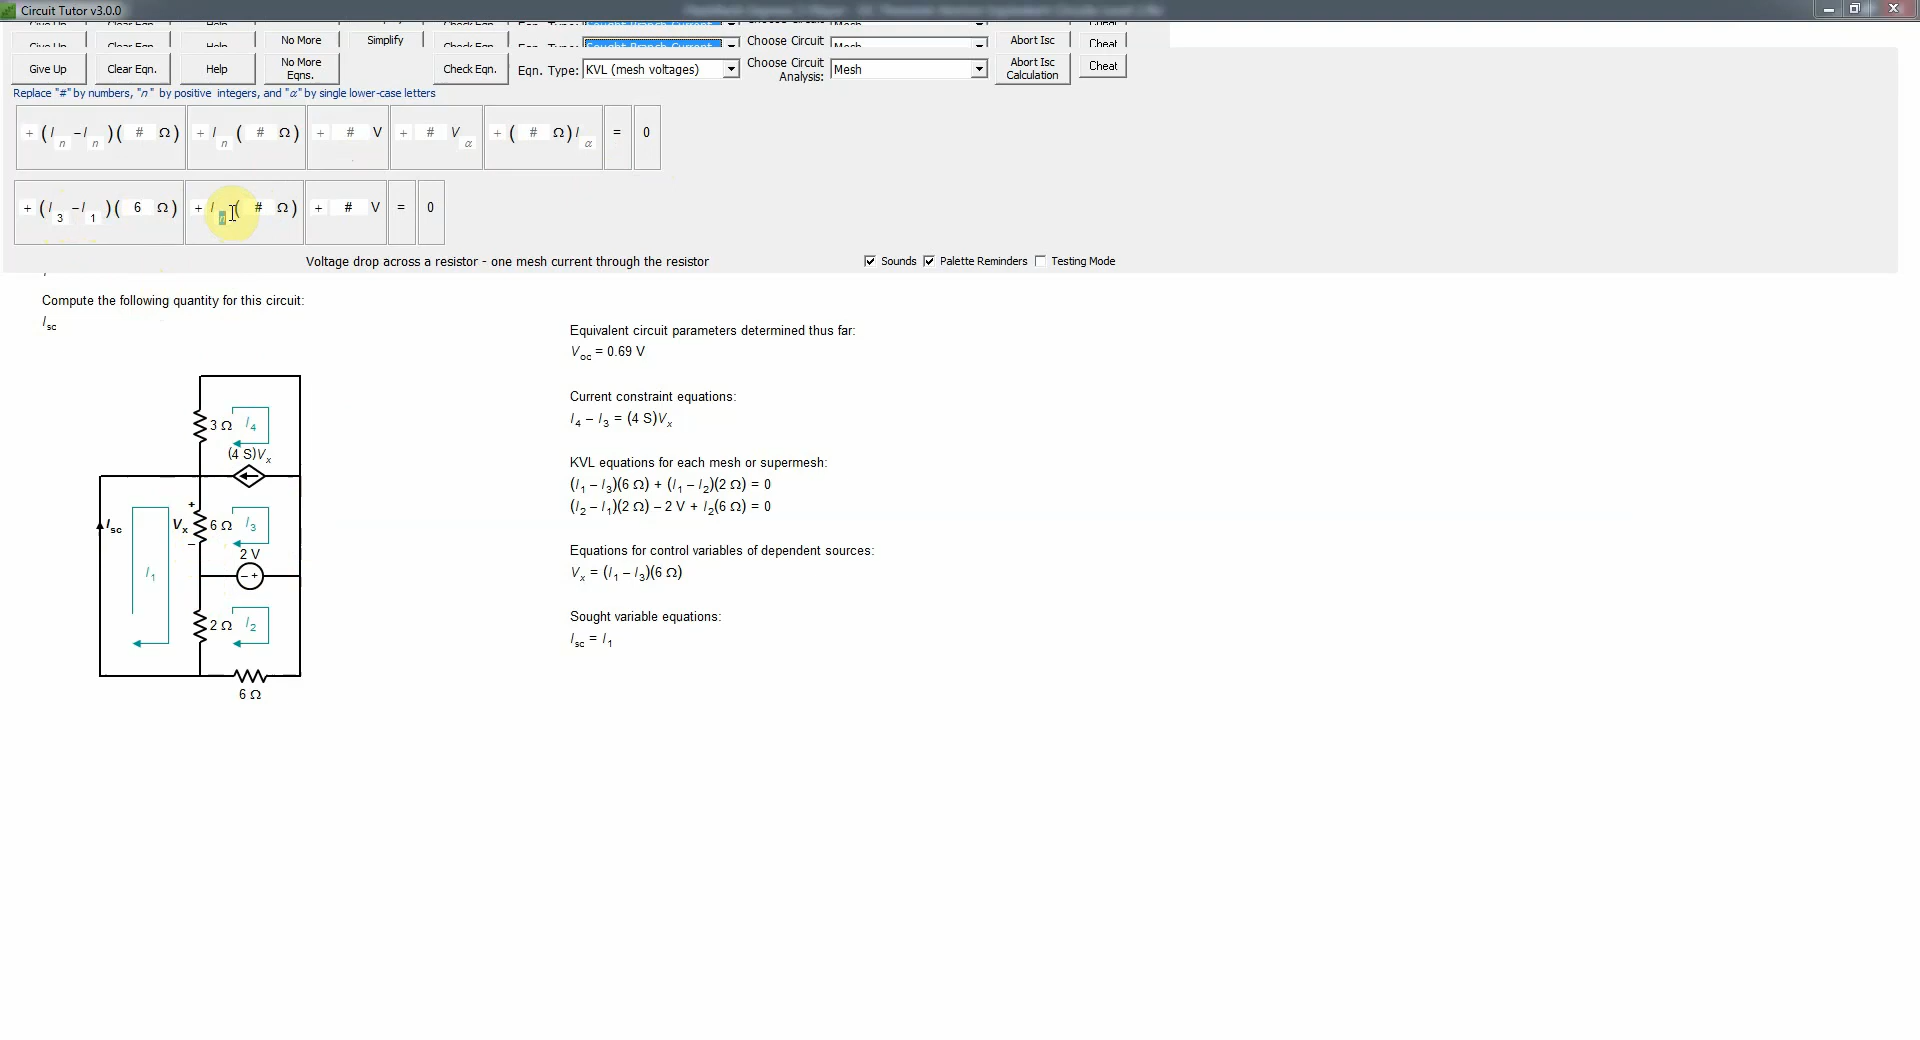 Circuit Tutor v3.0.0
No More Simplify
Choose Circuit Abort Isc
Give Up Clear Eqn. Help No More Eqns. Check Eqn. Eqn. Type: KVL (mesh voltages) Choose Circuit Analysis: Mesh Abort Isc Calculation Cheat
Replace "#" by numbers, "n" by positive integers, and "α" by single lower-case letters
+ (I n − I n )( # Ω) + I n ( # Ω) + # V + # V α + ( # Ω) I α = 0
+ (I 3 − I 1 )( 6 Ω) + I n ( # Ω) + # V = 0
Voltage drop across a resistor - one mesh current through the resistor Sounds Palette Reminders Testing Mode
Compute the following quantity for this circuit:
Isc
Equivalent circuit parameters determined thus far:
Voc = 0.69 V
Current constraint equations:
I4 − I3 = (4 S)Vx
KVL equations for each mesh or supermesh:
(I1 − I3)(6 Ω) + (I1 − I2)(2 Ω) = 0
(I2 − I1)(2 Ω) − 2 V + I2(6 Ω) = 0
Equations for control variables of dependent sources:
Vx = (I1 − I3)(6 Ω)
Sought variable equations:
Isc = I1
3 Ω I4
(4 S)Vx
+
Isc Vx 6 Ω I3
−
2 V
I1 − +
2 Ω I2
6 Ω